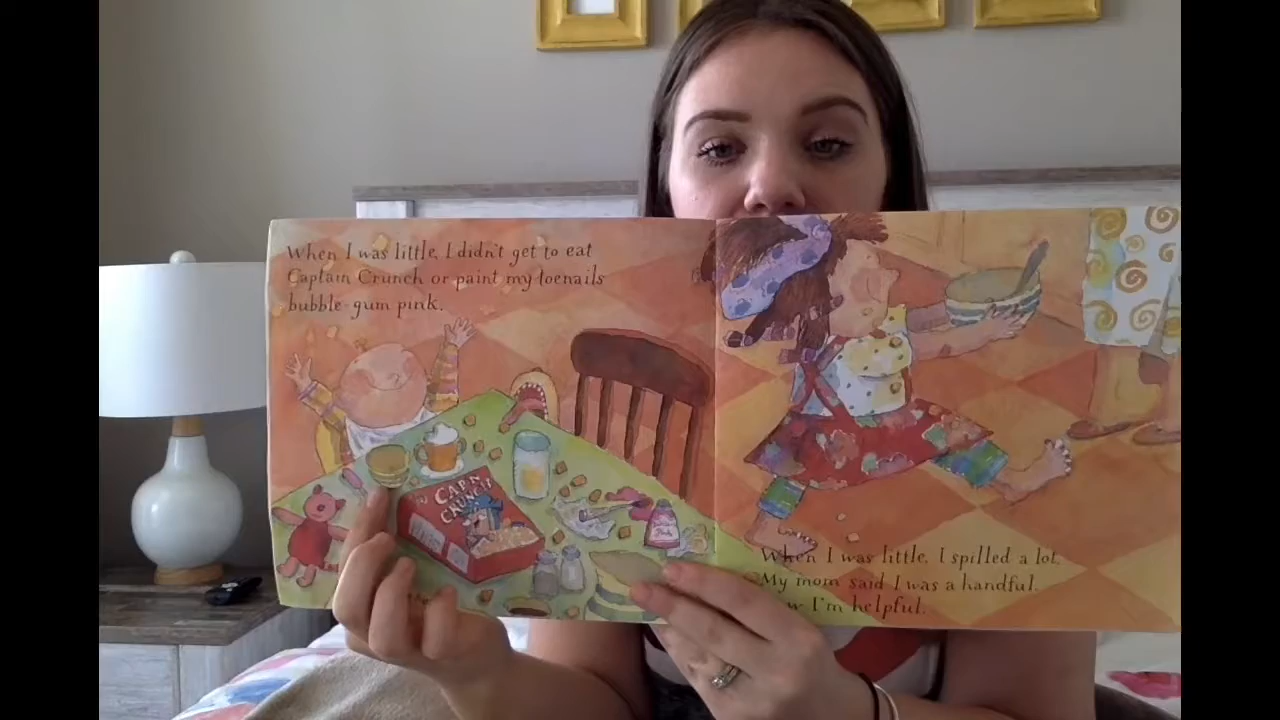 When I was little, I didn't get to eat
Captain Crunch or paint my toenails
bubble-gum pink.
CAP'N
CRUNCH
When I was little, I spilled a lot.
My mom said I was a handful.
I'm helpful.